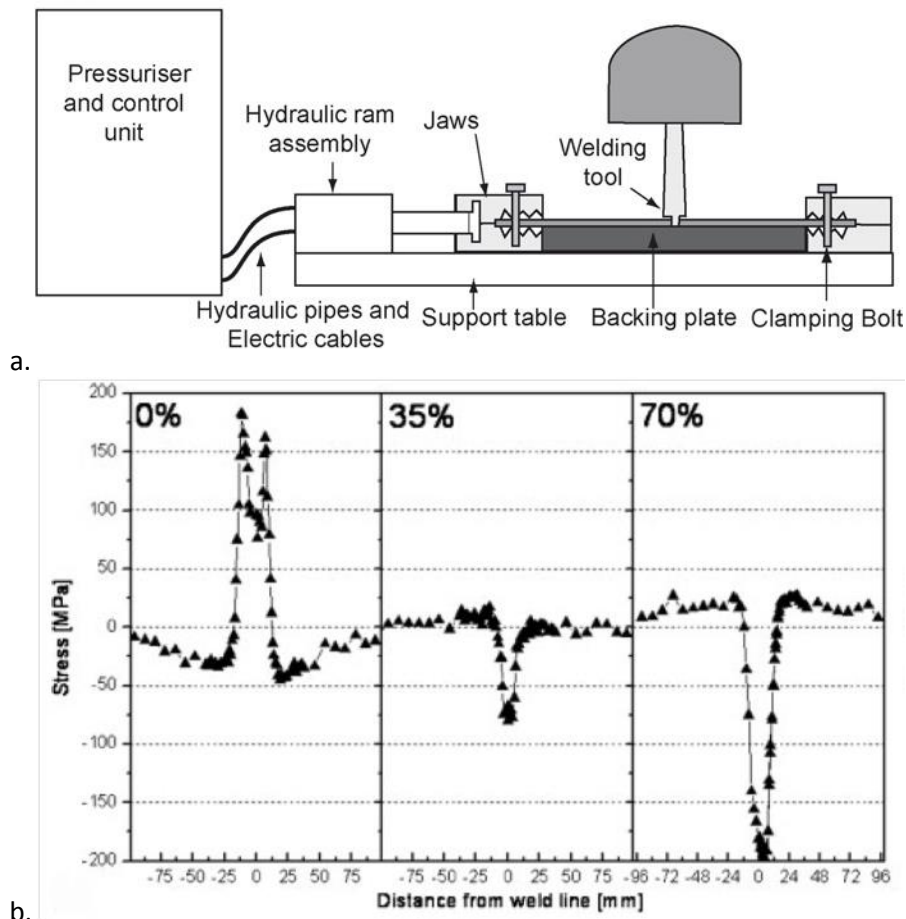 Pressuriser
and control
unit
Hydraulic ram
assembly
Jaws
Welding
tool
Hydraulic pipes and
Electric cables
Support table
Backing plate
Clamping Bolt
a.
200
150
100
50
0
-50
-100
-150
-200
Stress [MPa]
0%
35%
70%
-75 -50 -25 0 25 50 75
-75 -50 -25 0 25 50 75
-96 -72 -48 -24 0 24 48 72 96
Distance from weld line [mm]
b.